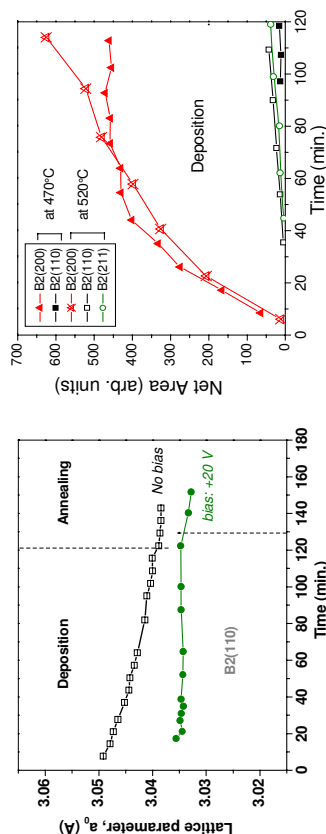 Lattice parameter, a₀ (Å)
3.06
3.05
3.04
3.03
3.02
Deposition
Annealing
No bias
bias: +20 V
B2(110)
0 20 40 60 80 100 120 140 160 180
Time (min.)
Net Area (arb. units)
700
600
500
400
300
200
100
0
B2(200)
B2(110)
at 470°C
B2(200)
B2(110)
B2(211)
at 520°C
Deposition
0 20 40 60 80 100 120
Time (min.)